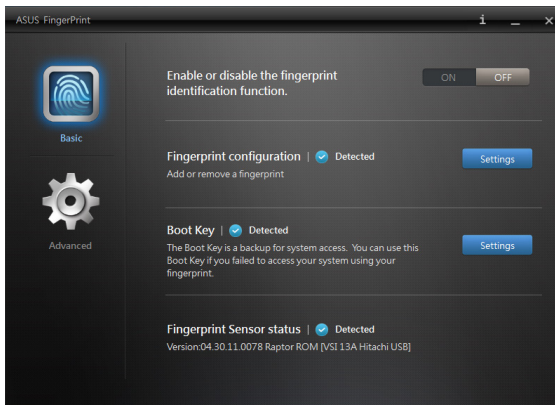 ASUS FingerPrint
i
Basic
Advanced
Enable or disable the fingerprint
identification function.
ON OFF
Fingerprint configuration | Detected
Add or remove a fingerprint
Settings
Boot Key | Detected
The Boot Key is a backup for system access. You can use this
Boot Key if you failed to access your system using your
fingerprint.
Settings
Fingerprint Sensor status | Detected
Version:04.30.11.0078 Raptor ROM [VSI 13A Hitachi USB]